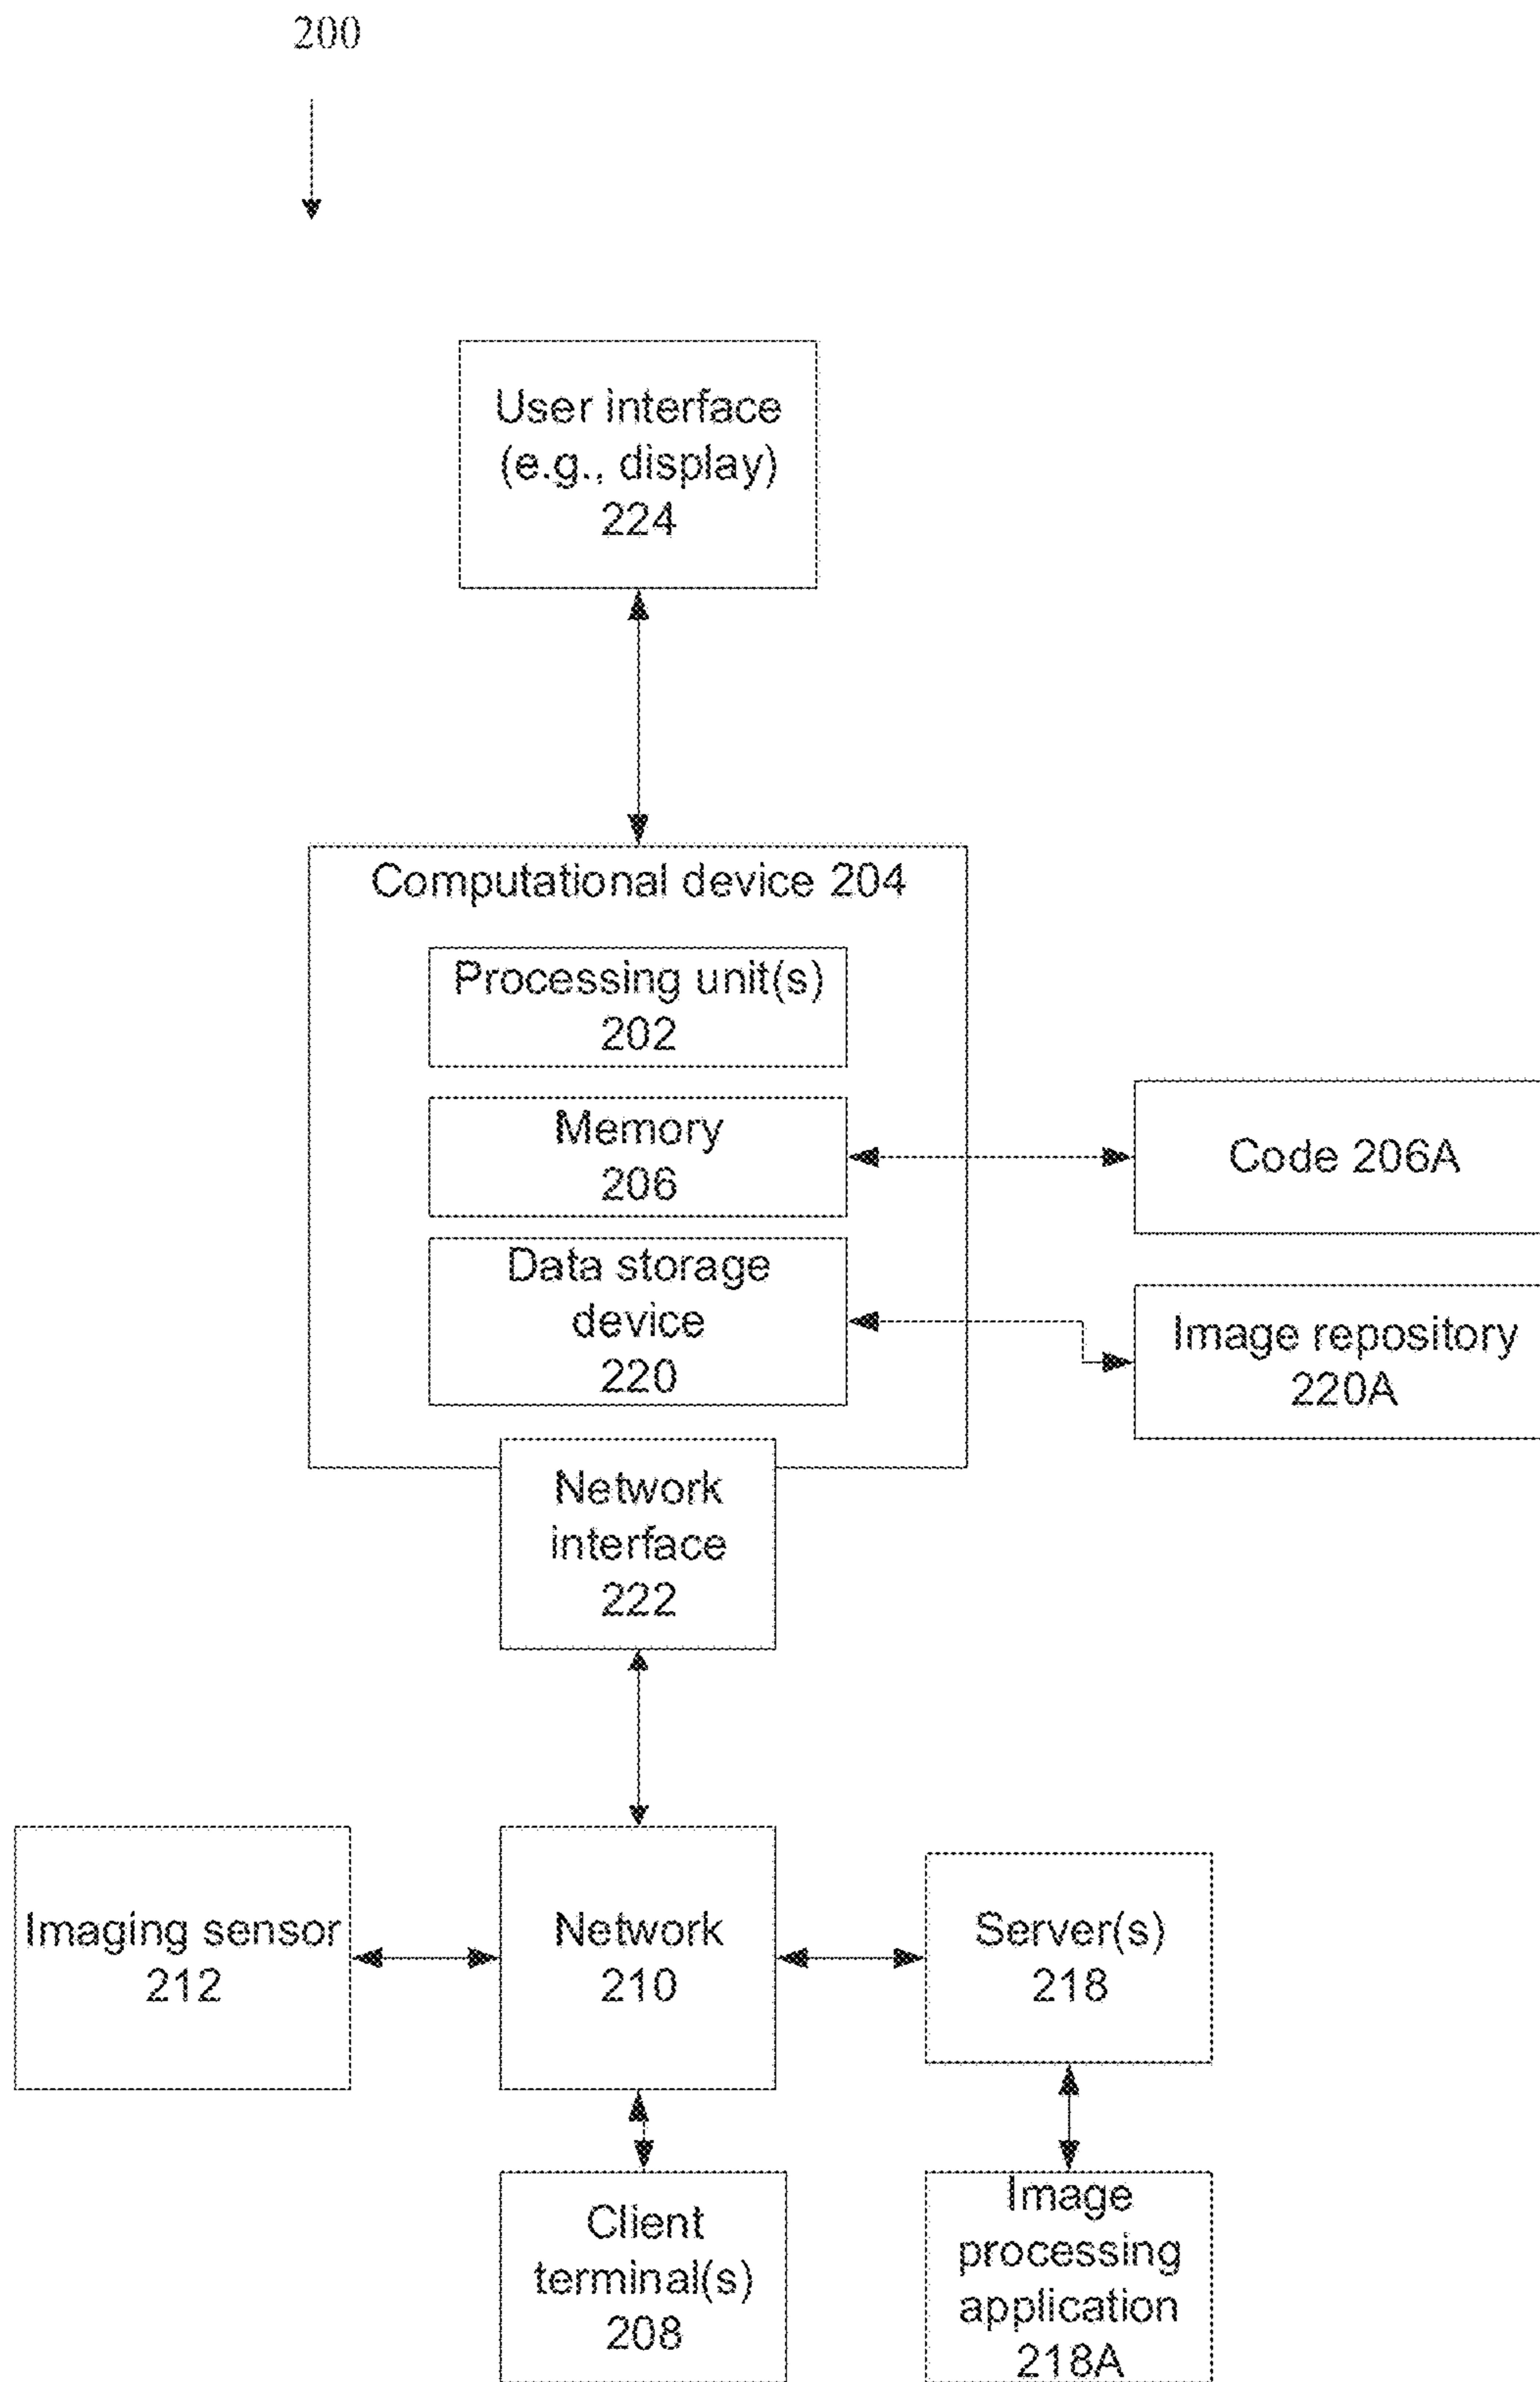 200
User interface
(e.g., display)
224
Computational device 204
Processing unit(s)
202
Memory
206
Code 206A
Data storage
device
220
Image repository
220A
Network
interface
222
Imaging sensor
212
Network
210
Server(s)
218
Client
terminal(s)
208
Image
processing
application
218A